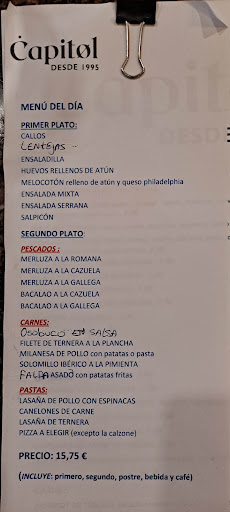 Capitøl
DESDE 1995
MENÚ DEL DÍA
PRIMER PLATO:
CALLOS
LENTEJAS
ENSALADILLA
HUEVOS RELLENOS DE ATÚN
MELOCOTÓN relleno de atún y queso philadelphia
ENSALADA MIXTA
ENSALADA SERRANA
SALPICÓN
SEGUNDO PLATO:
PESCADOS :
MERLUZA A LA ROMANA
MERLUZA A LA CAZUELA
MERLUZA A LA GALLEGA
BACALAO A LA CAZUELA
BACALAO A LA GALLEGA
CARNES:
OSOBUCO EN SALSA
FILETE DE TERNERA A LA PLANCHA
MILANESA DE POLLO con patatas o pasta
SOLOMILLO IBÉRICO A LA PIMIENTA
FALDA ASADO con patatas fritas
PASTAS:
LASAÑA DE POLLO CON ESPINACAS
CANELONES DE CARNE
LASAÑA DE TERNERA
PIZZA A ELEGIR (excepto la calzone)
PRECIO: 15,75 €
(INCLUYE: primero, segundo, postre, bebida y café)